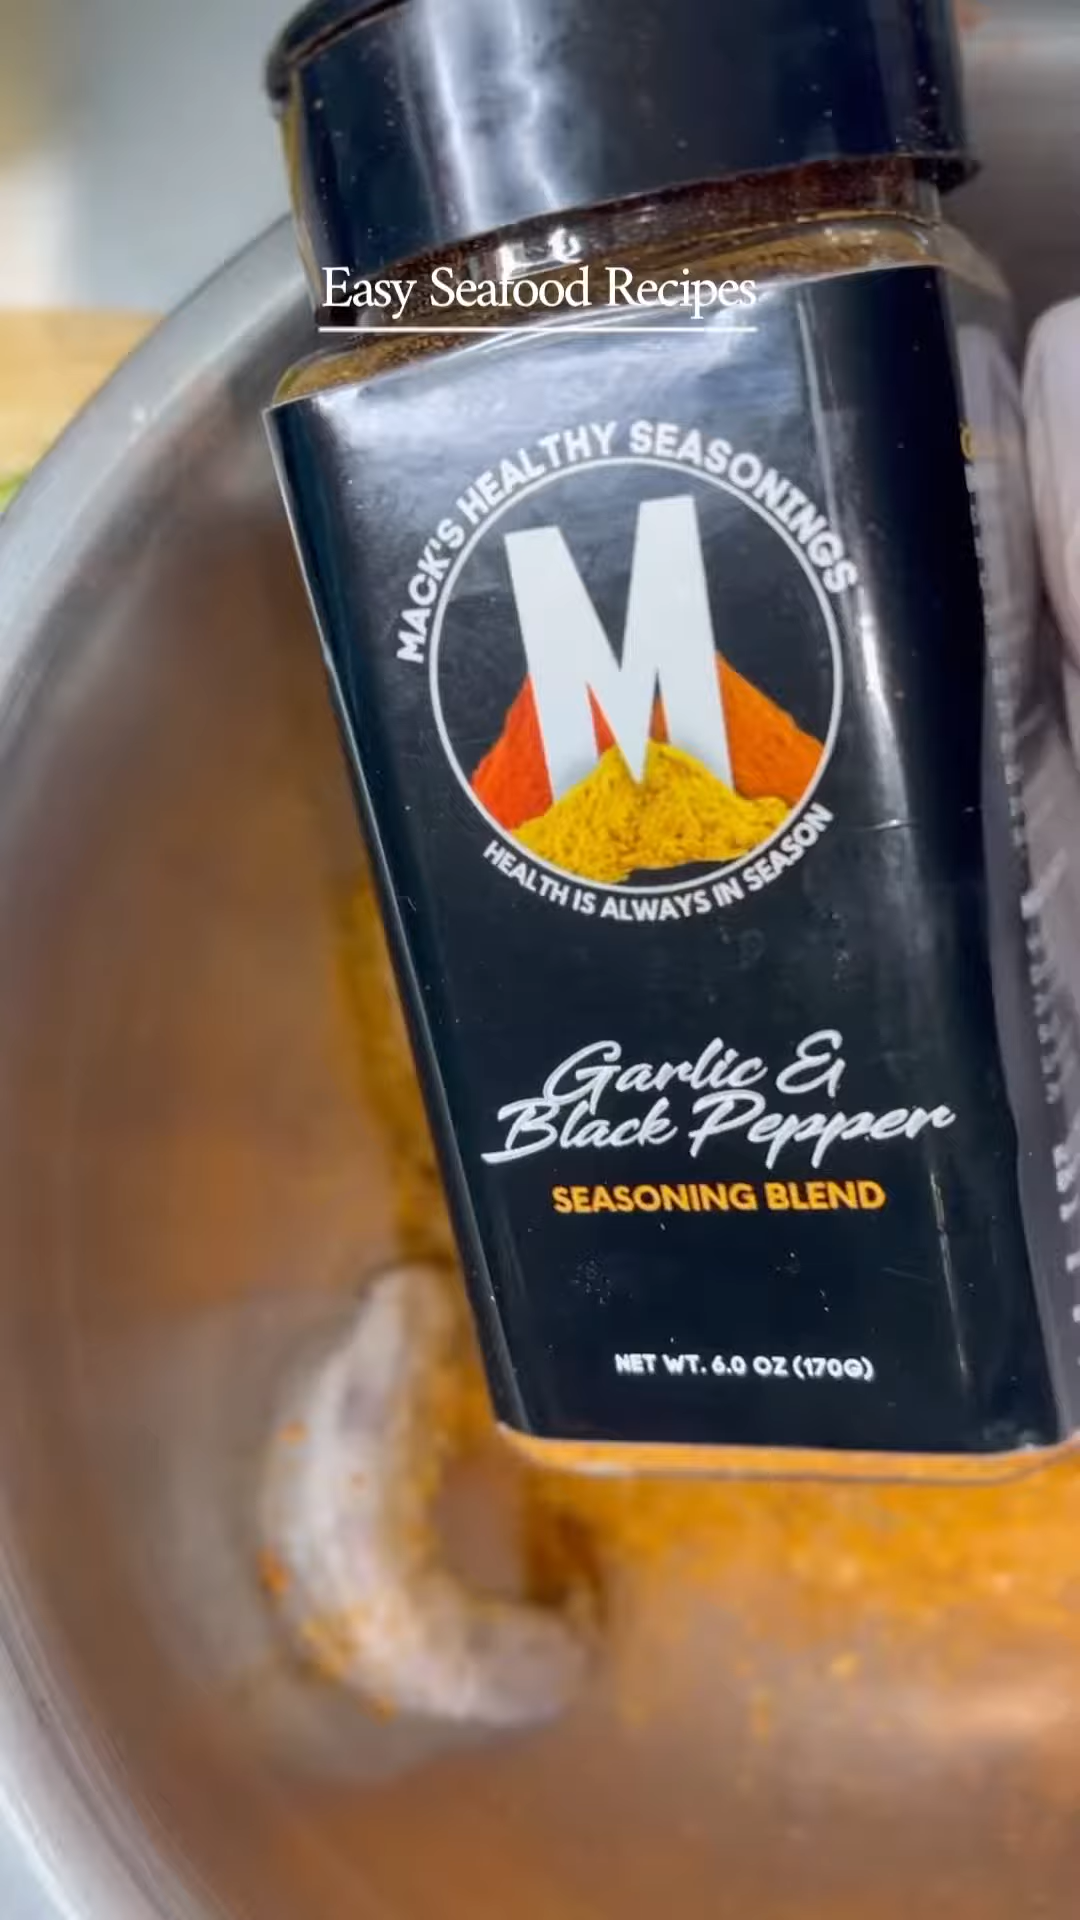 Easy Seafood Recipes
MACK'S HEALTHY SEASONINGS
M
HEALTH IS ALWAYS IN SEASON
Garlic &
Black Pepper
SEASONING BLEND
NET WT. 6.0 OZ (170G)